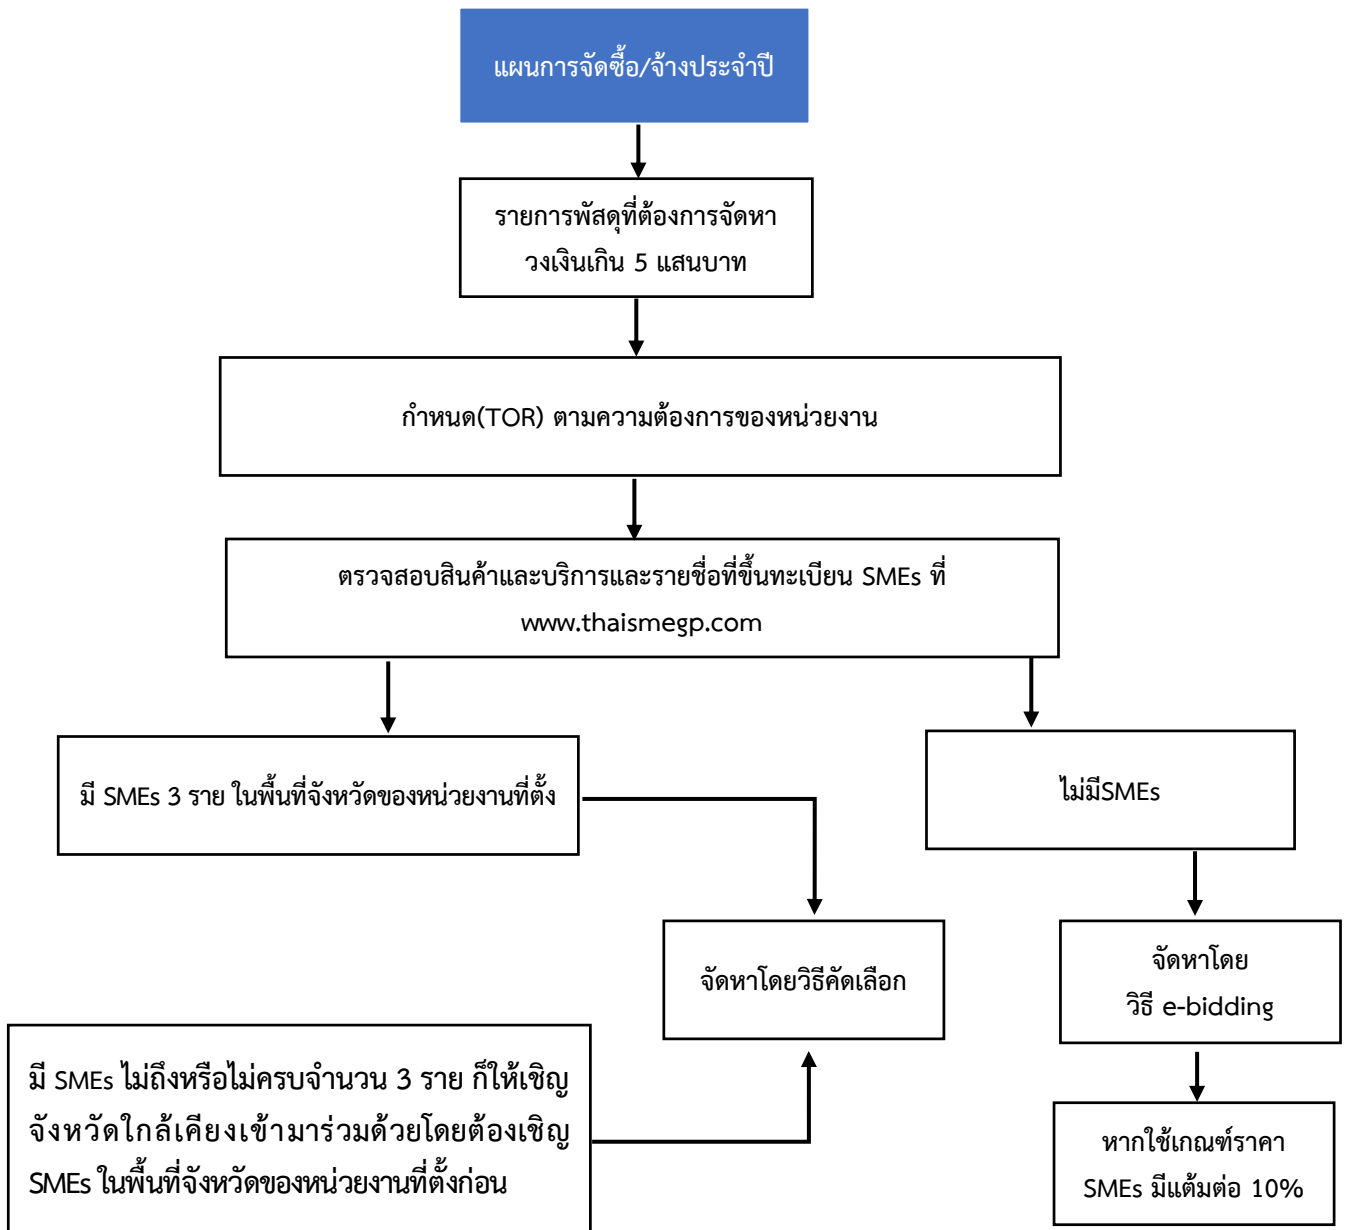 แผนการจัดซื้อ/จ้างประจำปี
รายการพัสดุที่ต้องการจัดหา
วงเงินเกิน 5 แสนบาท
กำหนด(TOR) ตามความต้องการของหน่วยงาน
ตรวจสอบสินค้าและบริการและรายชื่อที่ขึ้นทะเบียน SMEs ที่
www.thaismegp.com
มี SMEs 3 ราย ในพื้นที่จังหวัดของหน่วยงานที่ตั้ง
ไม่มีSMEs
จัดหาโดยวิธีคัดเลือก
จัดหาโดย
วิธี e-bidding
มี SMEs ไม่ถึงหรือไม่ครบจำนวน 3 ราย ก็ให้เชิญ
จังหวัดใกล้เคียงเข้ามาร่วมด้วยโดยต้องเชิญ
SMEs ในพื้นที่จังหวัดของหน่วยงานที่ตั้งก่อน
หากใช้เกณฑ์ราคา
SMEs มีแต้มต่อ 10%